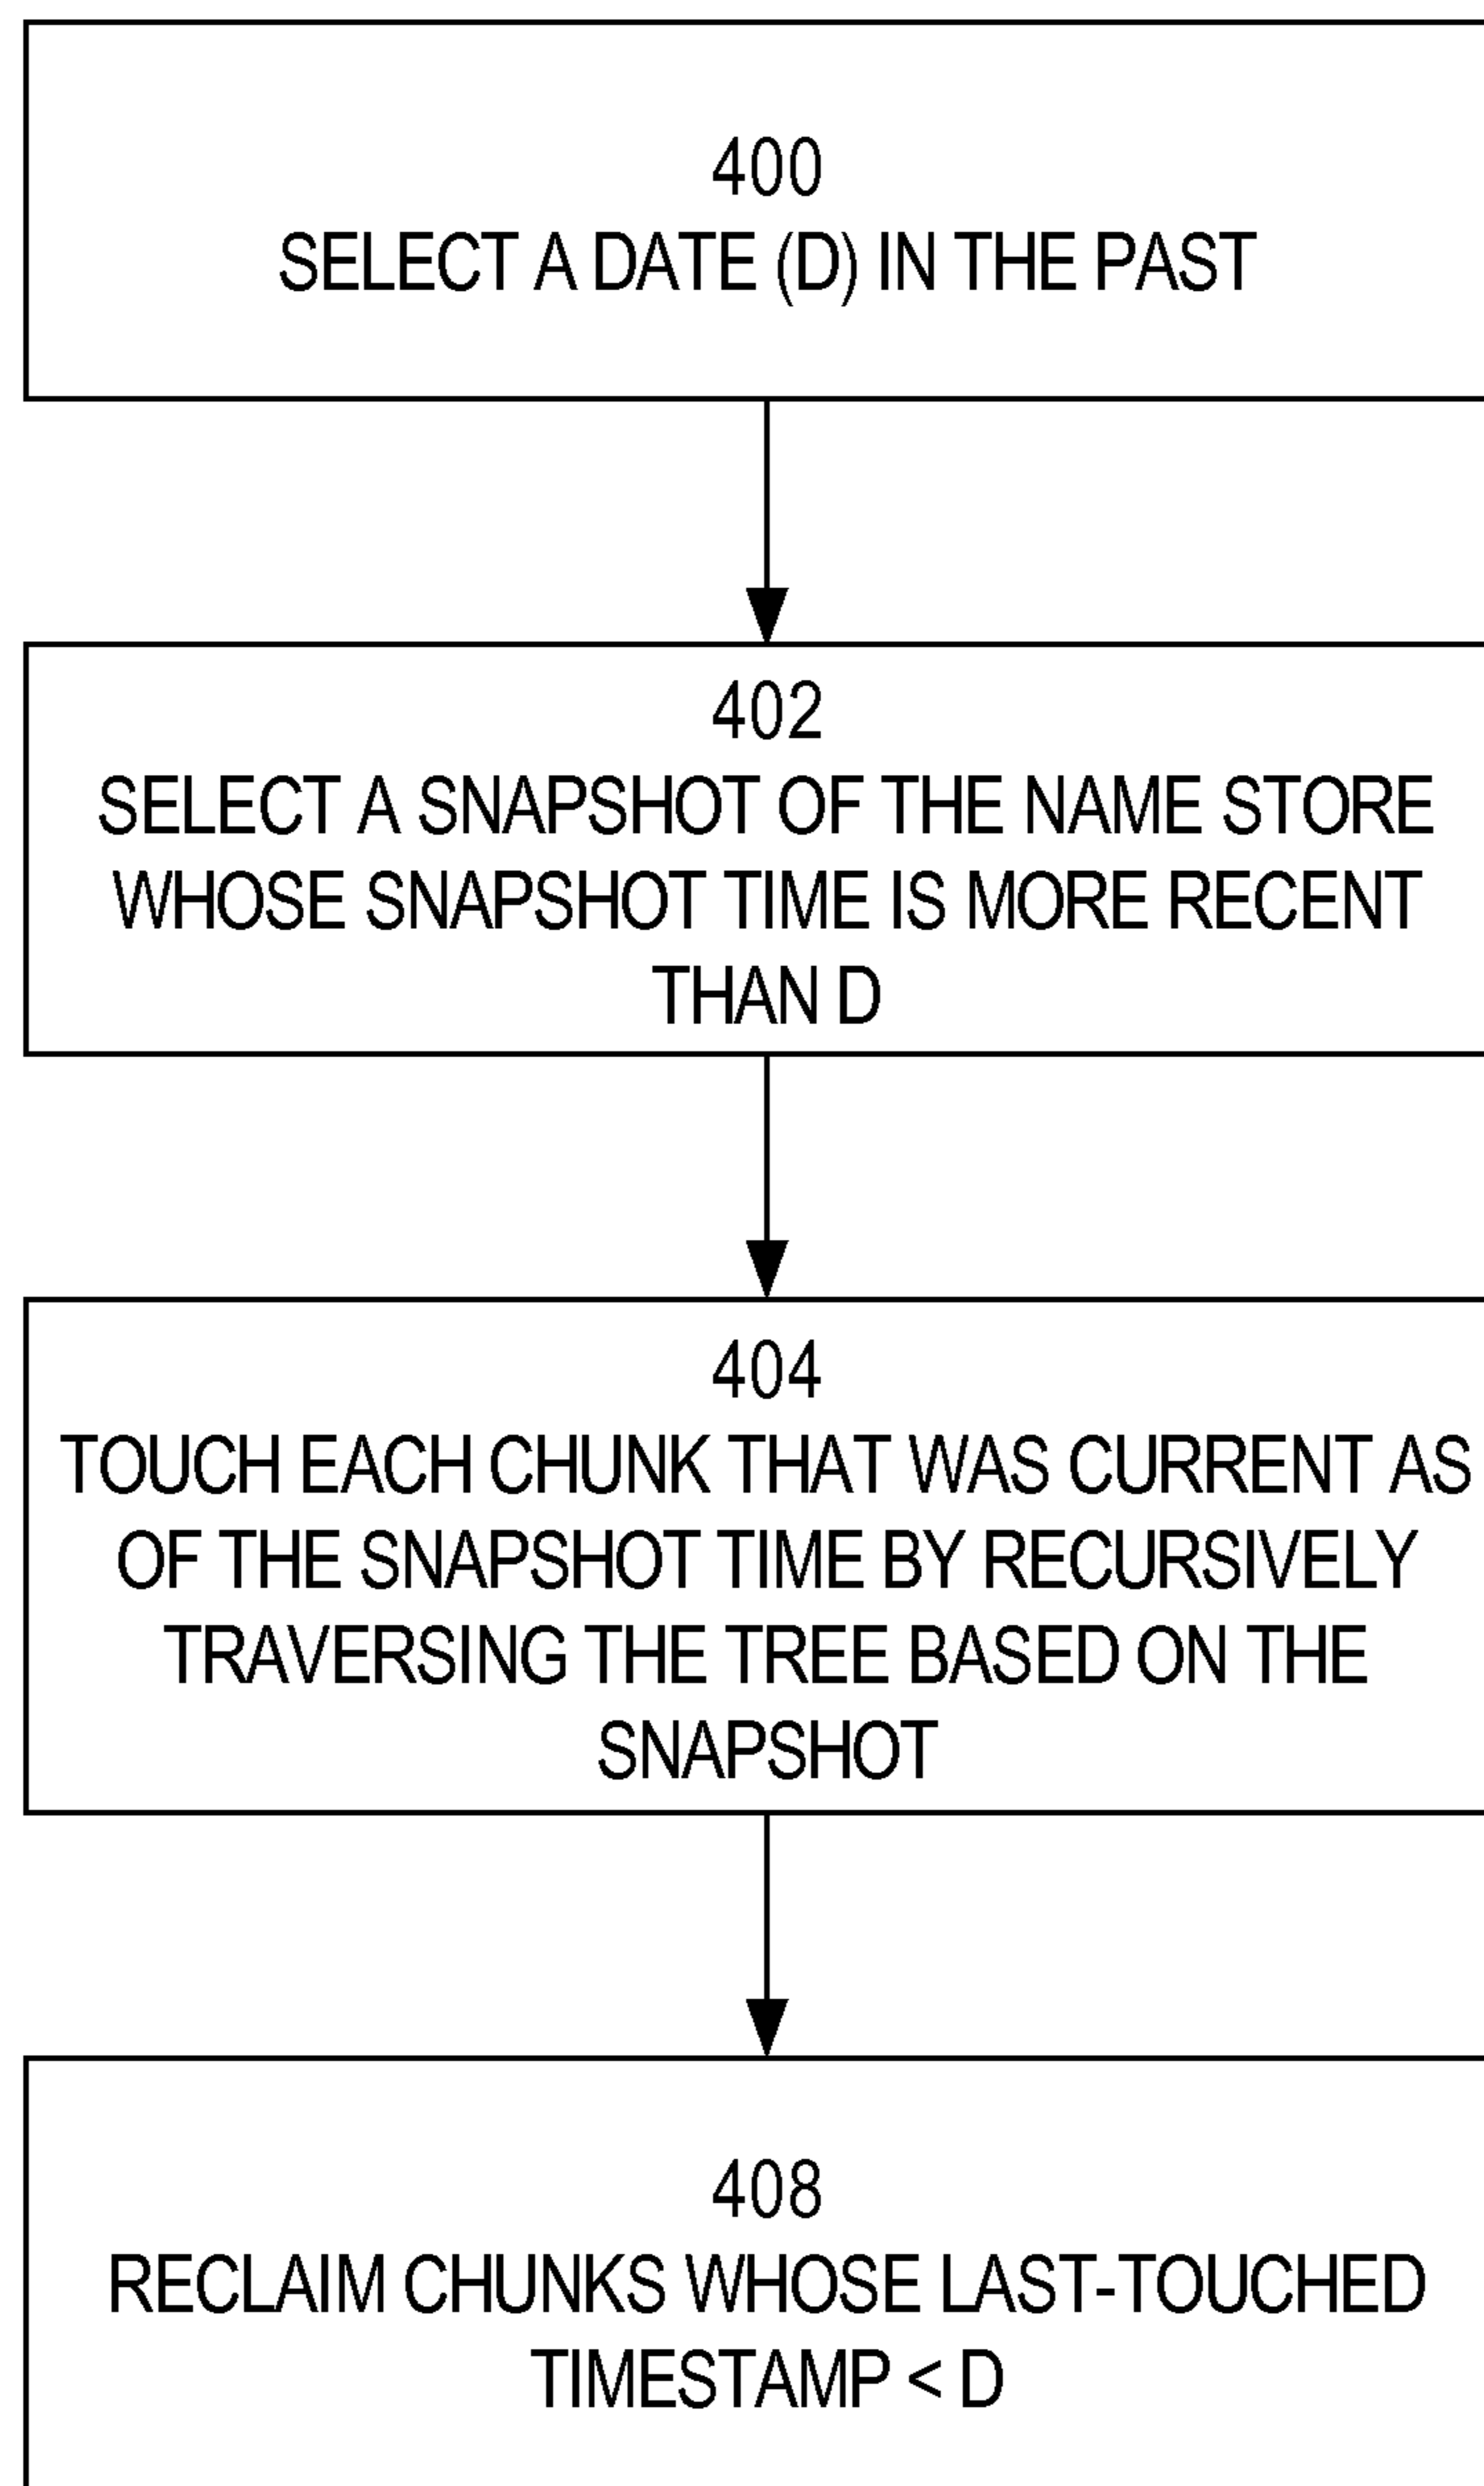 400
SELECT A DATE (D) IN THE PAST
402
SELECT A SNAPSHOT OF THE NAME STORE
WHOSE SNAPSHOT TIME IS MORE RECENT
THAN D
404
TOUCH EACH CHUNK THAT WAS CURRENT AS
OF THE SNAPSHOT TIME BY RECURSIVELY
TRAVERSING THE TREE BASED ON THE
SNAPSHOT
408
RECLAIM CHUNKS WHOSE LAST-TOUCHED
TIMESTAMP < D